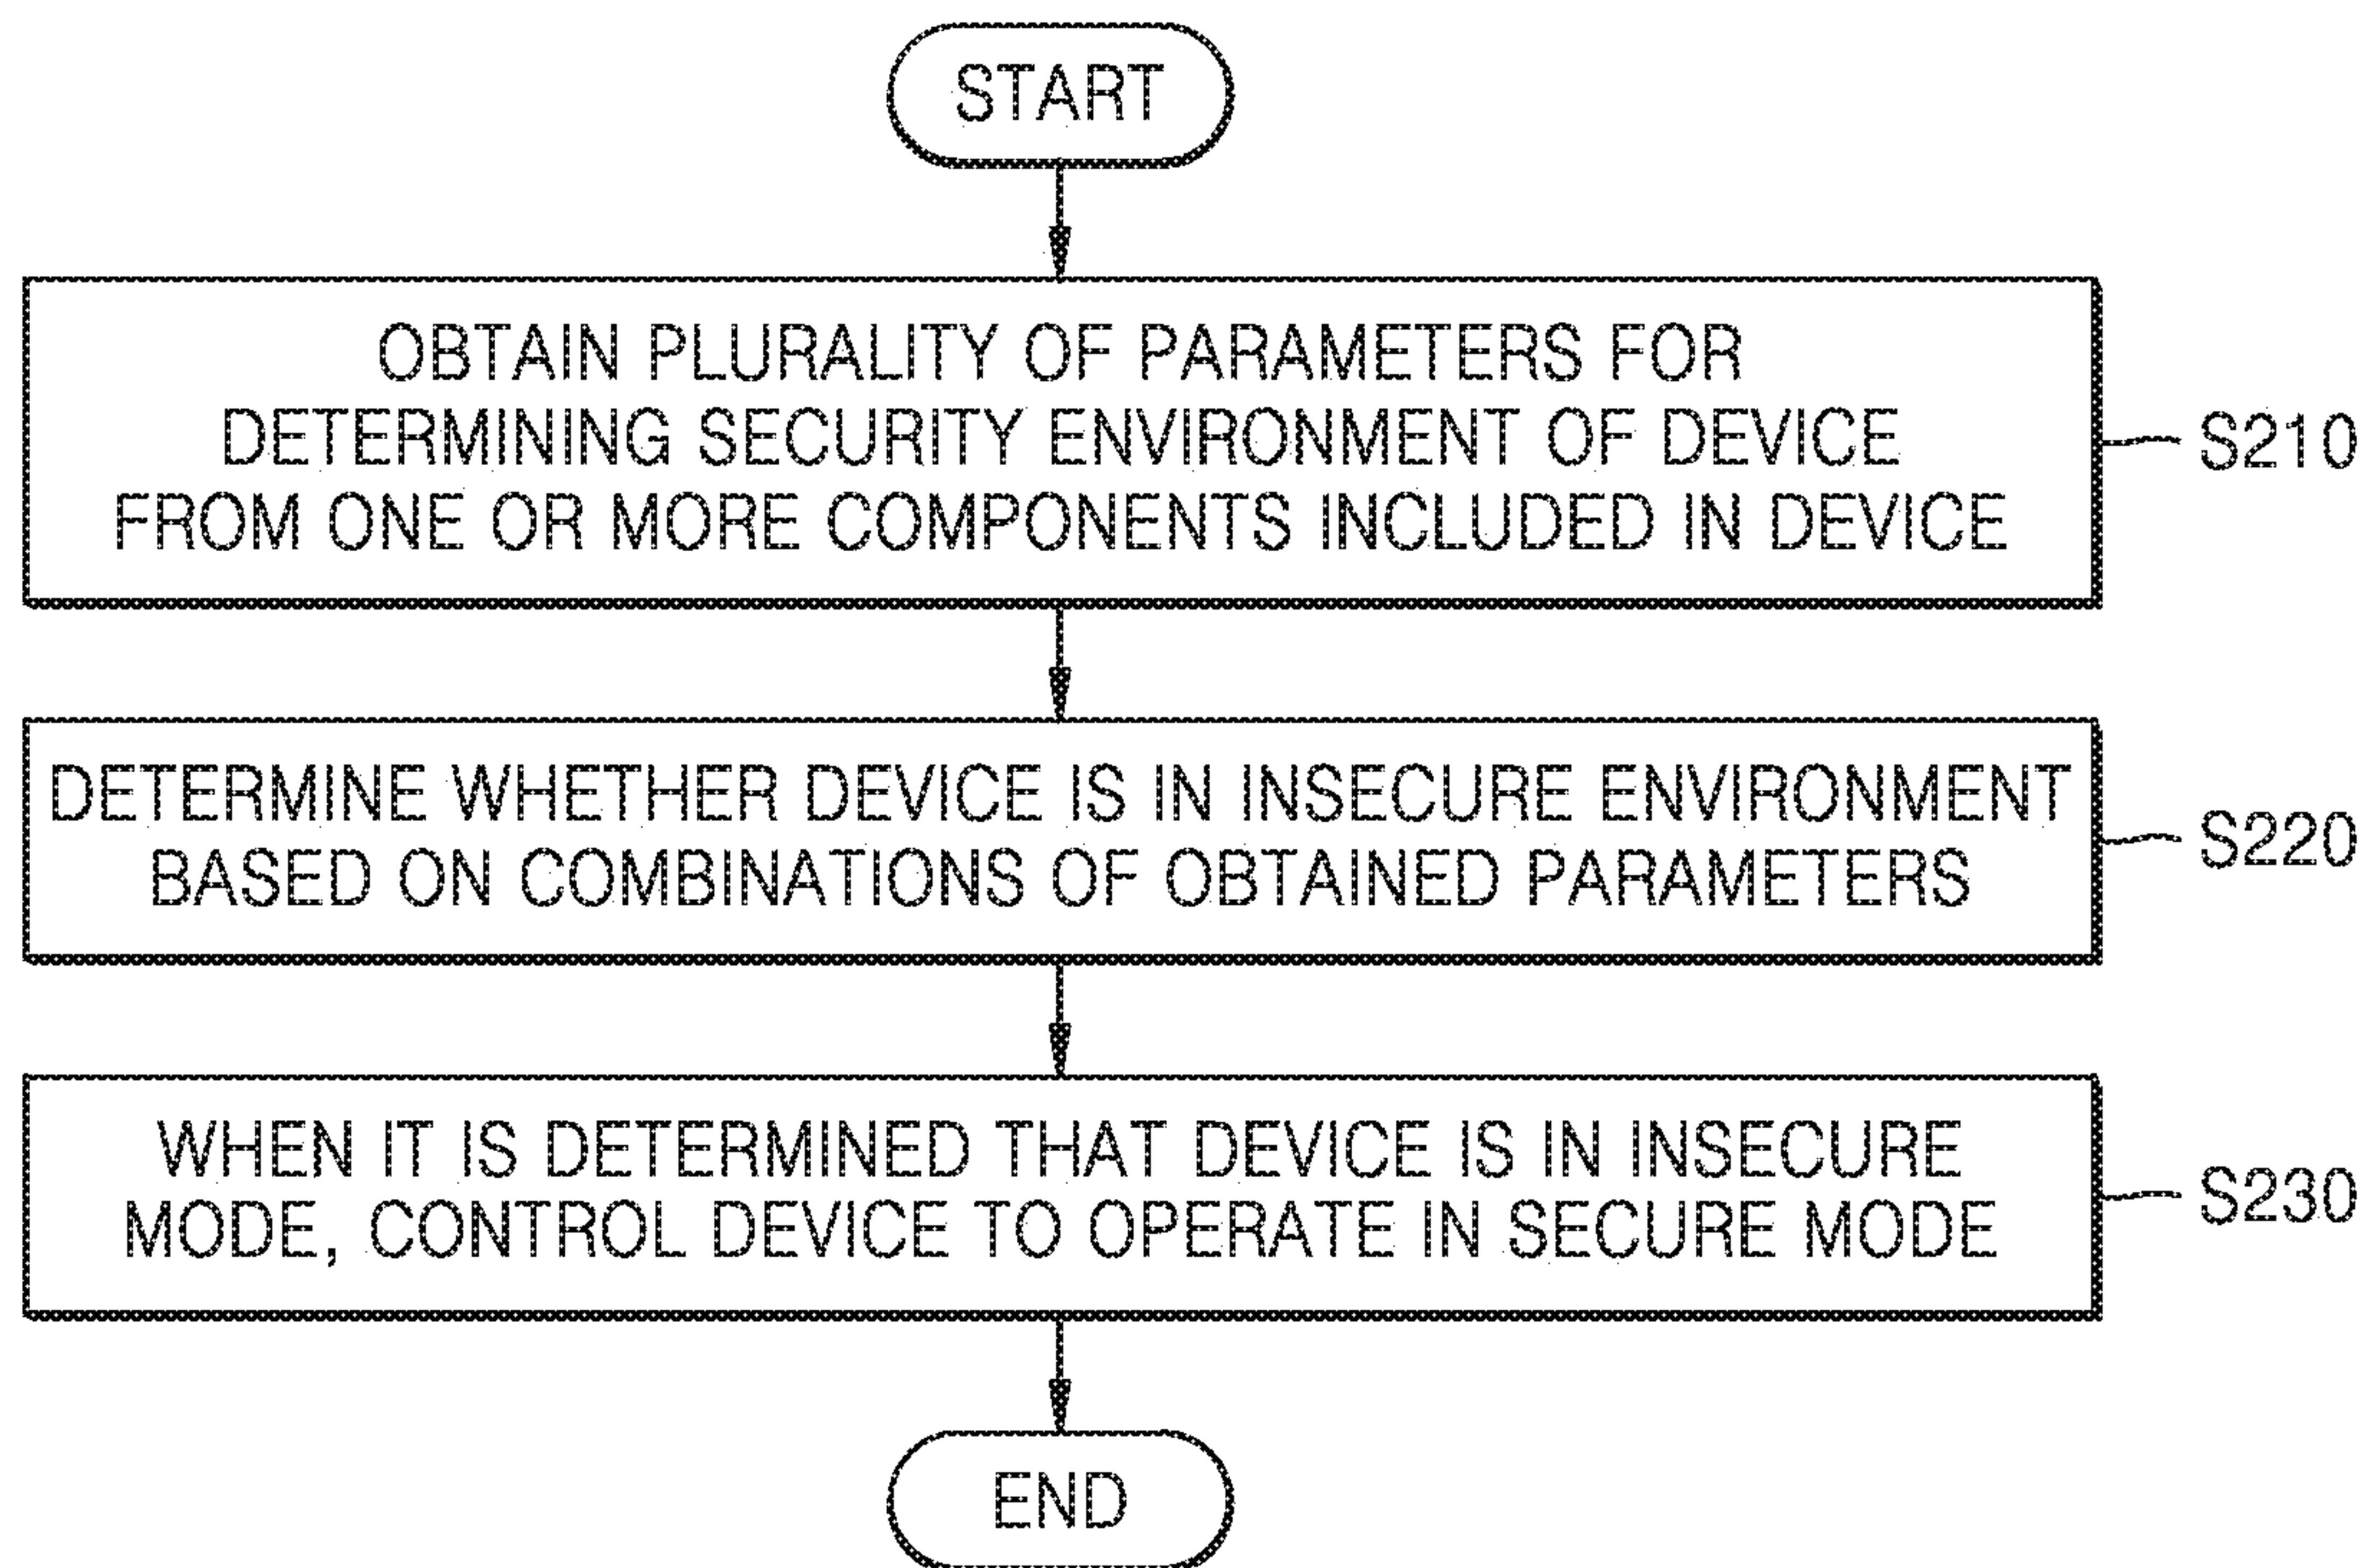 START
OBTAIN PLURALITY OF PARAMETERS FOR
DETERMINING SECURITY ENVIRONMENT OF DEVICE
FROM ONE OR MORE COMPONENTS INCLUDED IN DEVICE
S210
DETERMINE WHETHER DEVICE IS IN INSECURE ENVIRONMENT
BASED ON COMBINATIONS OF OBTAINED PARAMETERS
S220
WHEN IT IS DETERMINED THAT DEVICE IS IN INSECURE
MODE, CONTROL DEVICE TO OPERATE IN SECURE MODE
S230
END